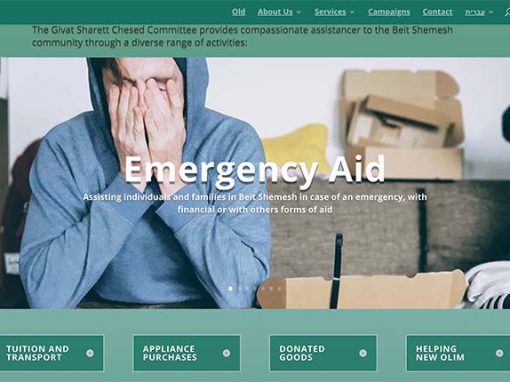 Old About Us Services Campaigns Contact עברית
The Givat Sharett Chesed Committee provides compassionate assistancer to the Beit Shemesh
community through a diverse range of activities:
Emergency Aid
Assisting individuals and families in Beit Shemesh in case of an emergency, with
financial or with others forms of aid
TUITION AND
TRANSPORT
APPLIANCE
PURCHASES
DONATED
GOODS
HELPING
NEW OLIM